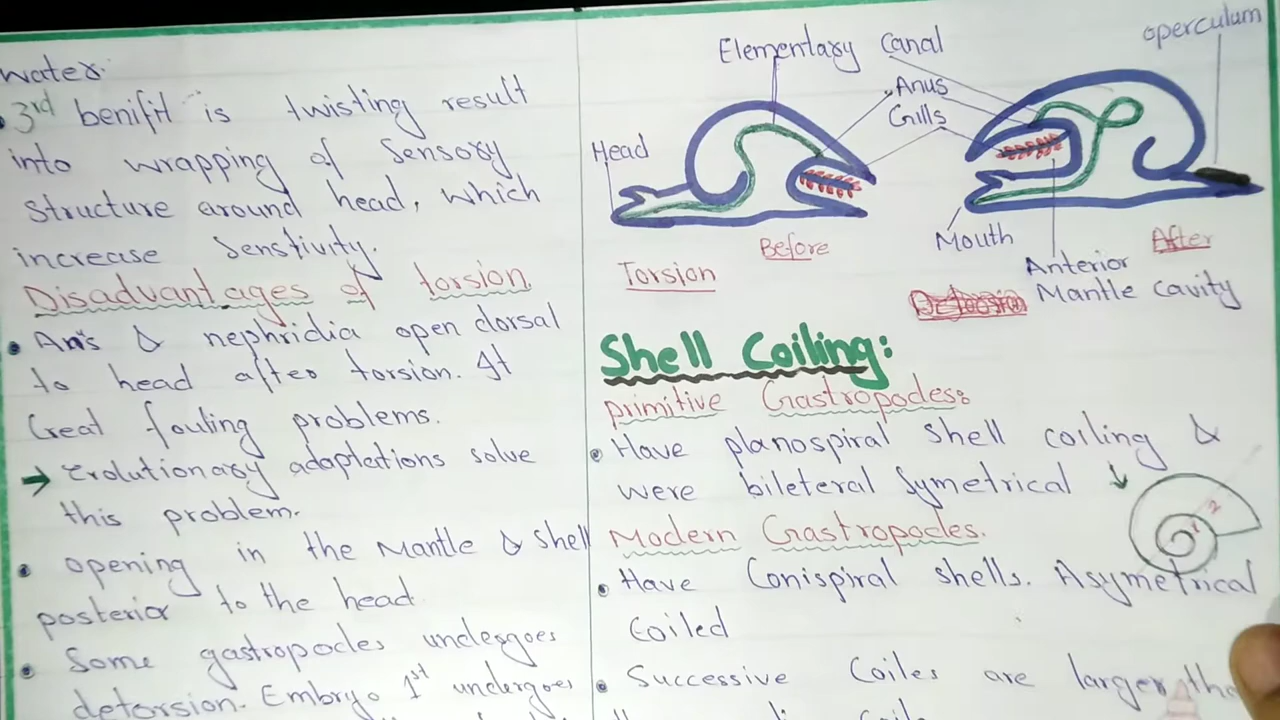 water.
3rd benifit is twisting result
into wrapping of Sensory
Structure around head, which
increase Senstivity.
Disadvantages of torsion
An's & nephridia open dorsal
to head after torsion. It
Creat fouling problems.
→ Evolutionary adaptations solve
this problem.
opening in the Mantle & Shell
posterior to the head
Some gastropodes undergoes
detorsion. Embryo 1st undergoes
Elementary Canal
operculum
Anus
Gills
Head
Mouth
Before
After
Torsion
Anterior
Mantle cavity
Shell Coiling:
primitive Gastropodes:
Have planospiral shell coiling &
were bileteral Symetrical
1 2
Modern Gastropodes.
Have Conispiral shells. Asymetrical
Coiled
Successive Coiles are larger